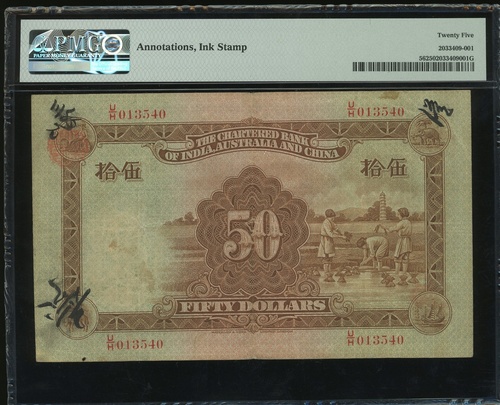 PMG
PAPER MONEY GUARANTY
Annotations, Ink Stamp
Twenty Five
2033409-001
5625020334090001G
U/H 013540
U/H 013540
THE CHARTERED BANK
OF INDIA, AUSTRALIA AND CHINA
拾伍
拾伍
50
FIFTY DOLLARS
U/H 013540
U/H 013540